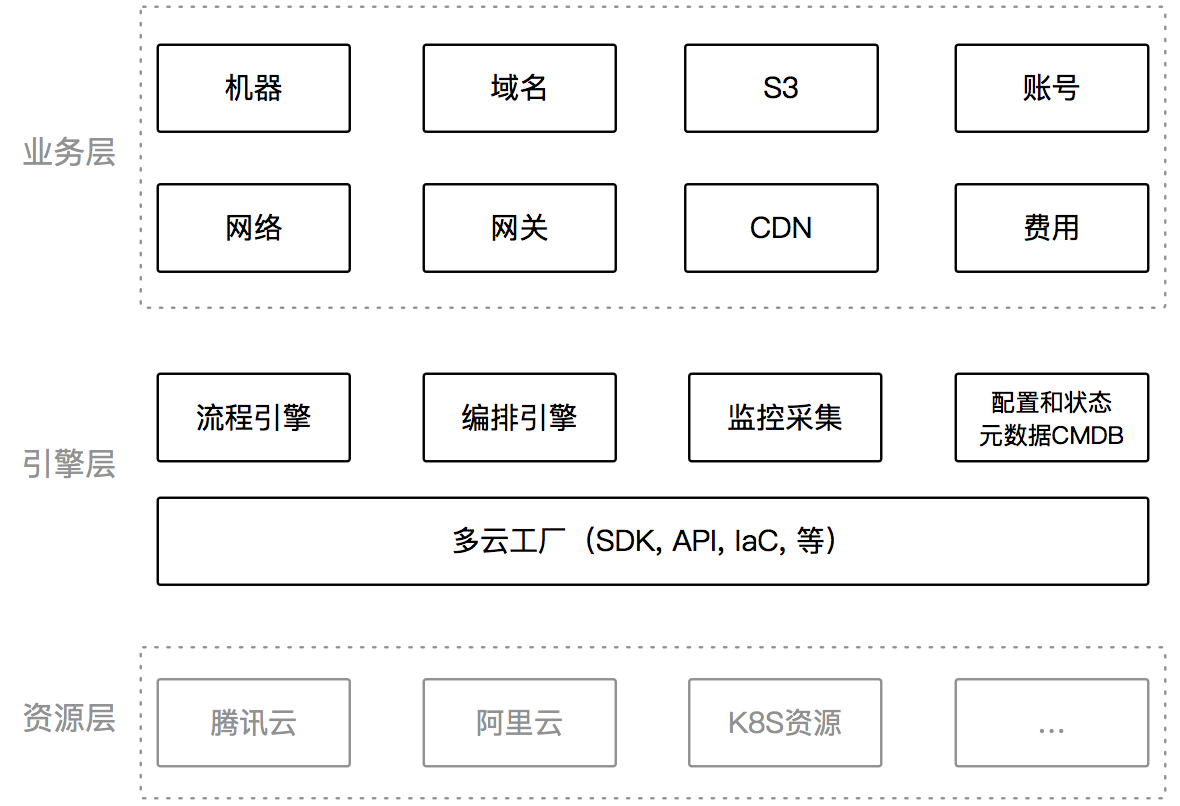 机器
域名
S3
账号
业务层
网络
网关
CDN
费用
流程引擎
编排引擎
监控采集
配置和状态
元数据CMDB
引擎层
多云工厂（SDK, API, IaC, 等）
资源层
腾讯云
阿里云
K8S资源
...